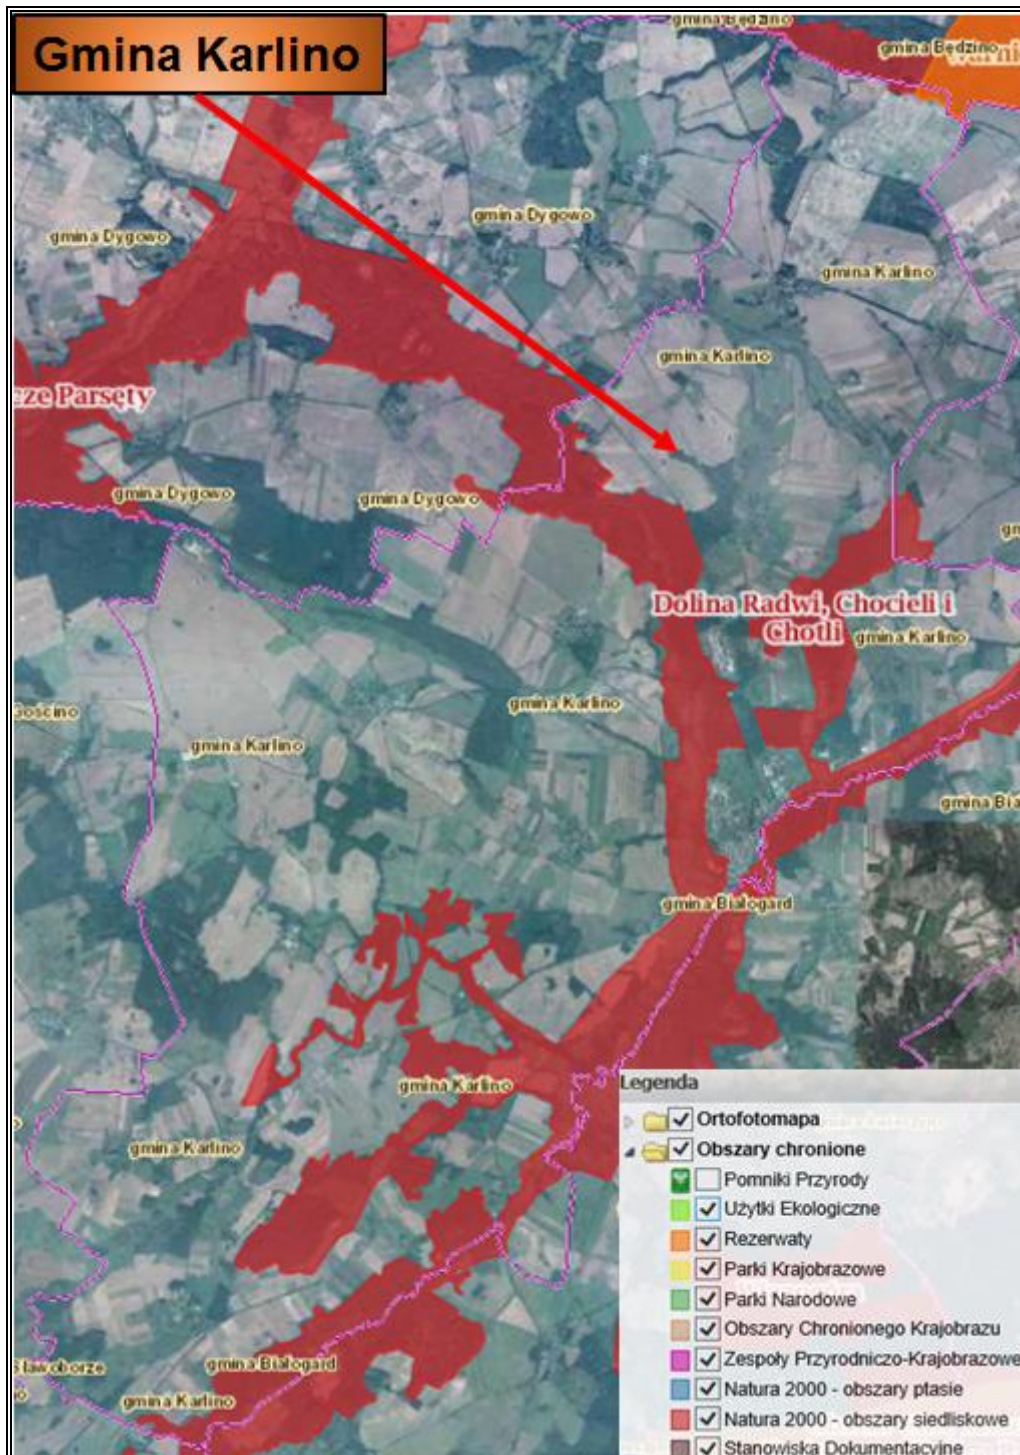 Gmina Karlino
gmina Będzino
gmina Będzino
gmina Dygowo
gmina Dygowo
gmina Karlino
gmina Karlino
Parsęty
gmina Dygowo
gmina Dygowo
Dolina Radwi, Chocieli i
Chotli
gmina Karlino
gmina Karlino
Gościno
gmina Karlino
gmina Białogard
gmina Karlino
gmina Karlino
gmina Białogard
Sławoborze
gmina Karlino
Legenda
Ortofotomapa
Obszary chronione
Pomniki Przyrody
Użytki Ekologiczne
Rezerwaty
Parki Krajobrazowe
Parki Narodowe
Obszary Chronionego Krajobrazu
Zespoły Przyrodniczo-Krajobrazowe
Natura 2000 - obszary ptasie
Natura 2000 - obszary siedliskowe
Stanowiska Dokumentacyjne